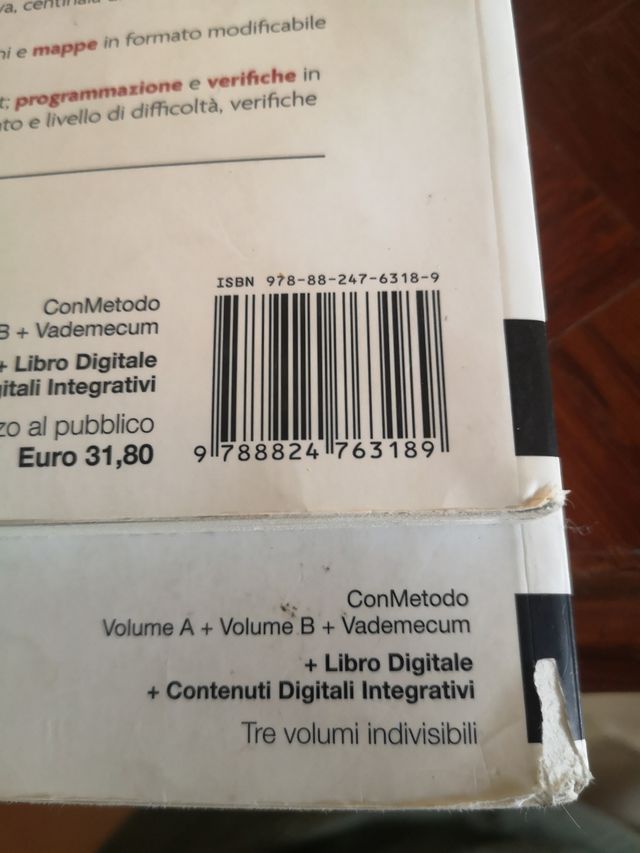 ni e mappe in formato modificabile
programmazione e verifiche in
e livello di difficoltà, verifiche
ISBN 978-88-247-6318-9
ConMetodo
B + Vademecum
+ Libro Digitale
Integrativi
al pubblico
Euro 31,80
9 788824 763189
ConMetodo
Volume A + Volume B + Vademecum
+ Libro Digitale
+ Contenuti Digitali Integrativi
Tre volumi indivisibili